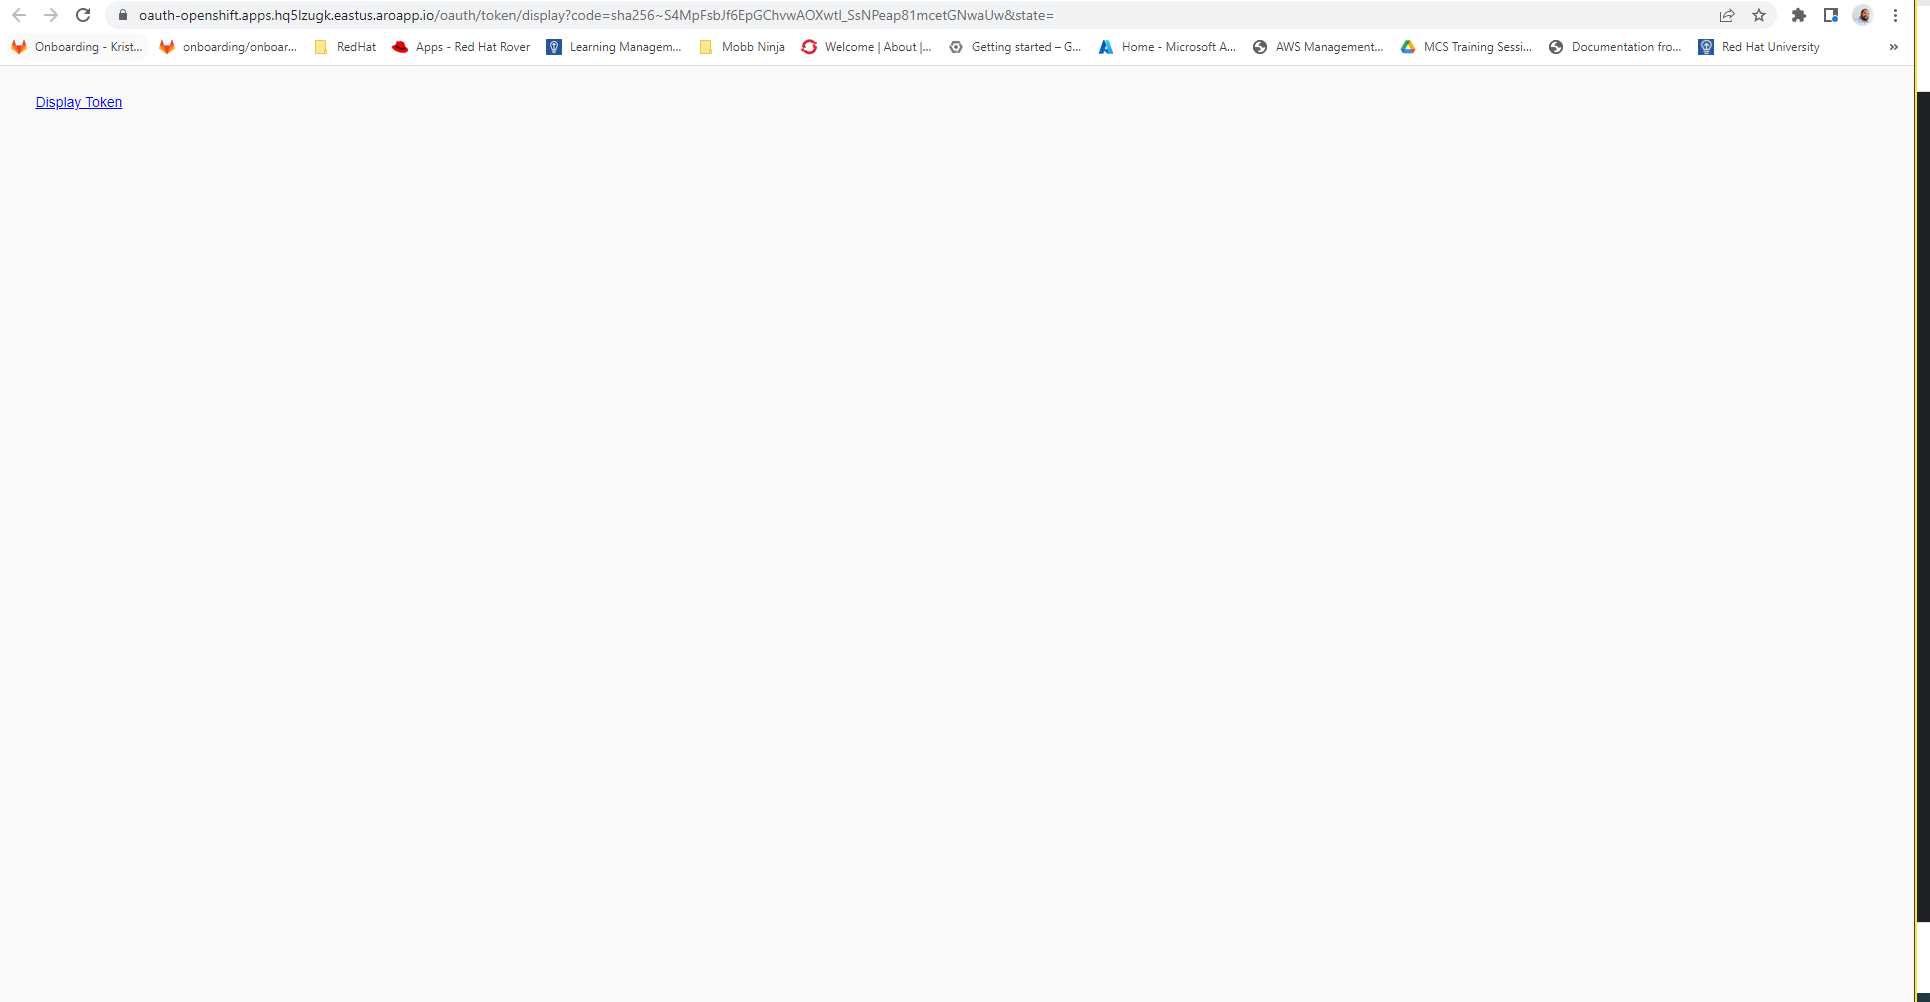 oauth-openshift.apps.hq5lzugk.eastus.aroapp.io/oauth/token/display?code=sha256~S4MpFsbJf6EpGChvwAOXwtI_SsNPeap81mcetGNwaUw&state=
Onboarding - Krist... onboarding/onboar... RedHat Apps - Red Hat Rover Learning Managem... Mobb Ninja Welcome | About |... Getting started – G... Home - Microsoft A... AWS Management... MCS Training Sessi... Documentation fro... Red Hat University »
Display Token